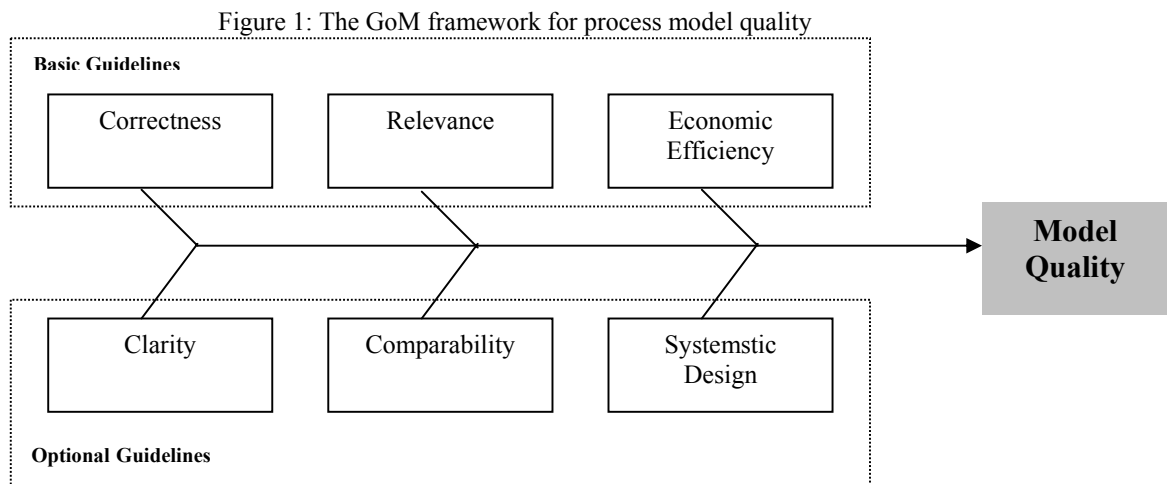 Figure 1: The GoM framework for process model quality
Basic Guidelines
Correctness
Relevance
Economic
Efficiency
Model
Quality
Clarity
Comparability
Systemstic
Design
Optional Guidelines